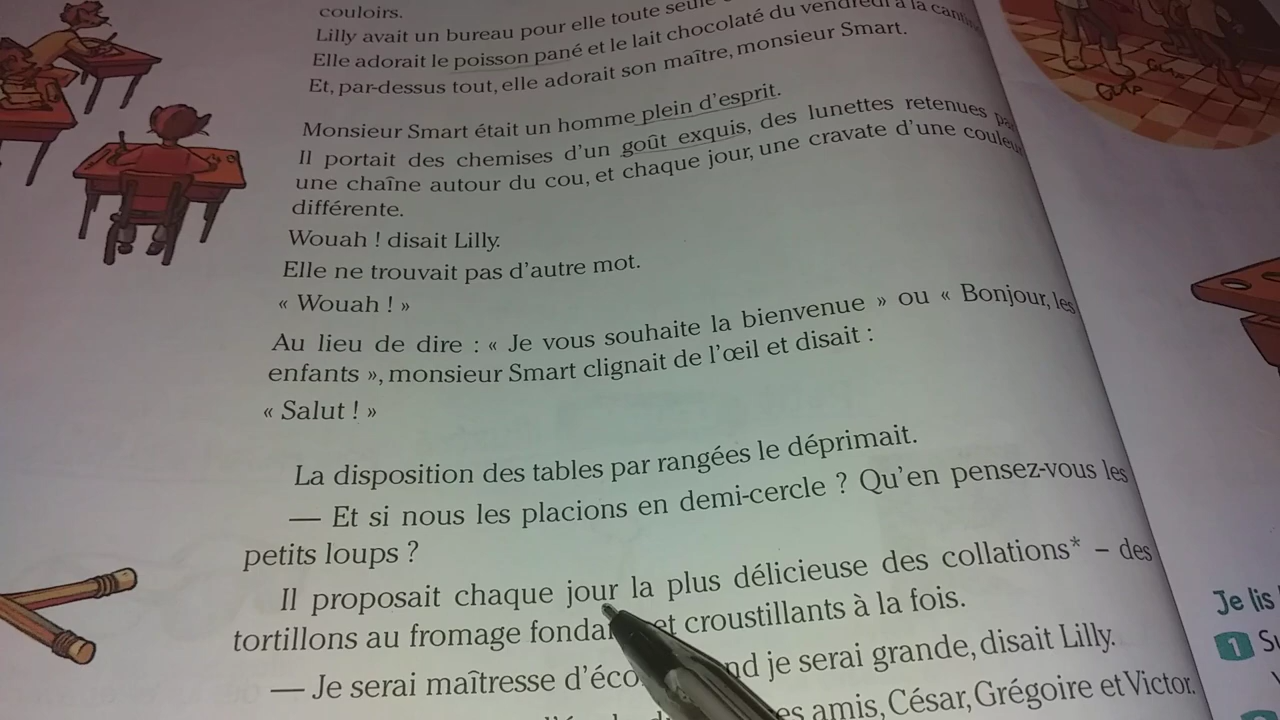 couloirs.
Lilly avait un bureau pour elle toute seule
Elle adorait le poisson pané et le lait chocolaté du vendredi à la cantine
Et, par-dessus tout, elle adorait son maître, monsieur Smart.
Monsieur Smart était un homme plein d'esprit.
Il portait des chemises d'un goût exquis, des lunettes retenues par
une chaîne autour du cou, et chaque jour, une cravate d'une couleur
différente.
Wouah ! disait Lilly.
Elle ne trouvait pas d'autre mot.
« Wouah ! »
Au lieu de dire : « Je vous souhaite la bienvenue » ou « Bonjour, les
enfants », monsieur Smart clignait de l'œil et disait :
« Salut ! »
La disposition des tables par rangées le déprimait.
— Et si nous les placions en demi-cercle ? Qu'en pensez-vous les
petits loups ?
Il proposait chaque jour la plus délicieuse des collations* – des
tortillons au fromage et croustillants à la fois.
— Je serai maîtresse je serai grande, disait Lilly.
amis, César, Grégoire et Victor.
Je lis
1